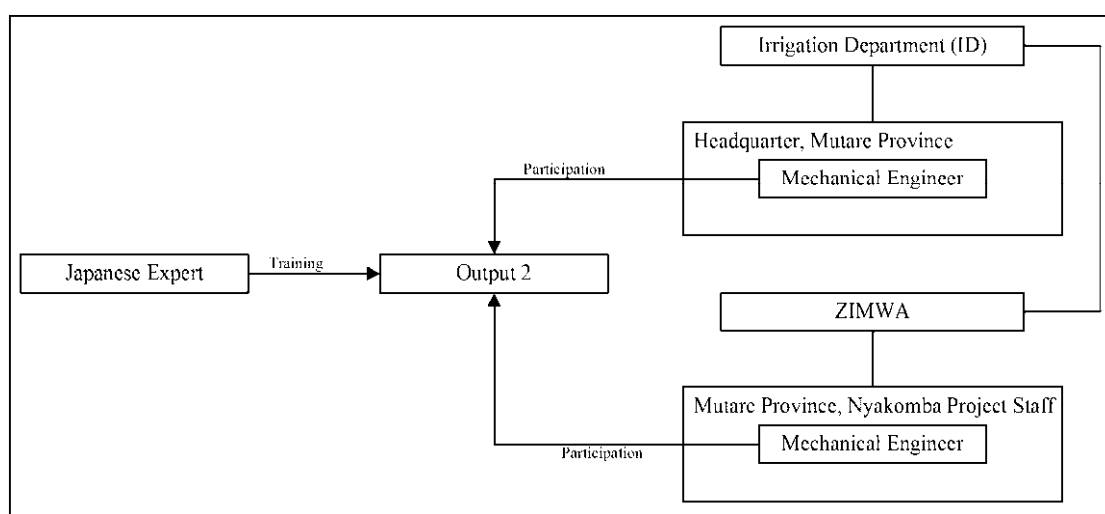 Irrigation Department (ID)
Headquarter, Mutare Province
Participation
Mechanical Engineer
Japanese Expert
Training
Output 2
ZIMWA
Mutare Province, Nyakomba Project Staff
Mechanical Engineer
Participation